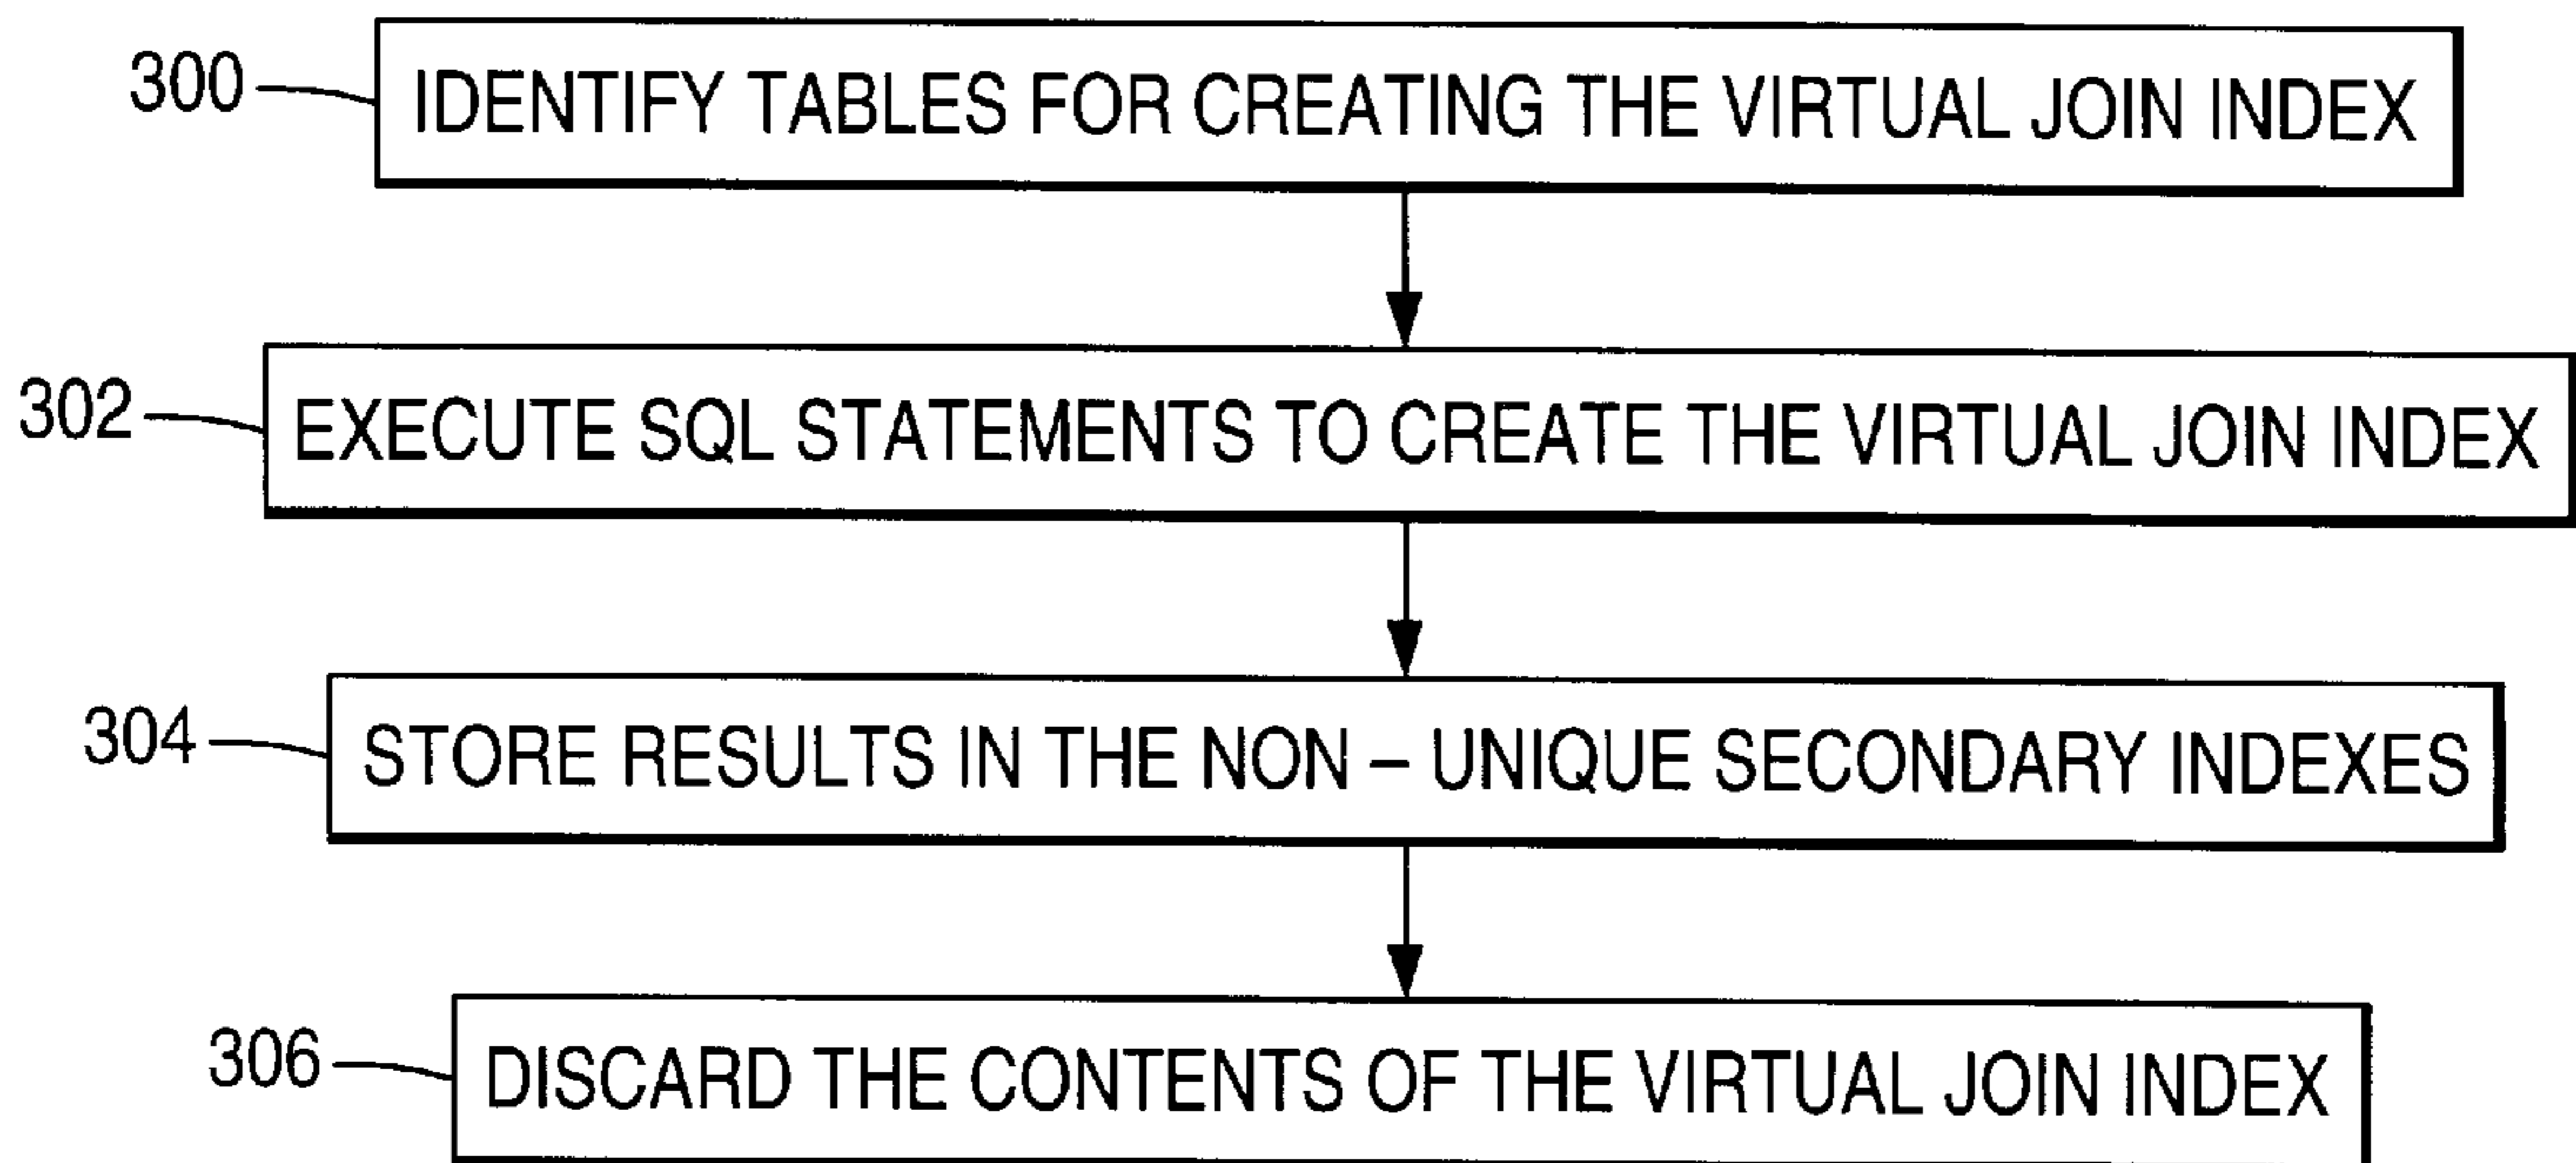 300 IDENTIFY TABLES FOR CREATING THE VIRTUAL JOIN INDEX
302 EXECUTE SQL STATEMENTS TO CREATE THE VIRTUAL JOIN INDEX
304 STORE RESULTS IN THE NON – UNIQUE SECONDARY INDEXES
306 DISCARD THE CONTENTS OF THE VIRTUAL JOIN INDEX